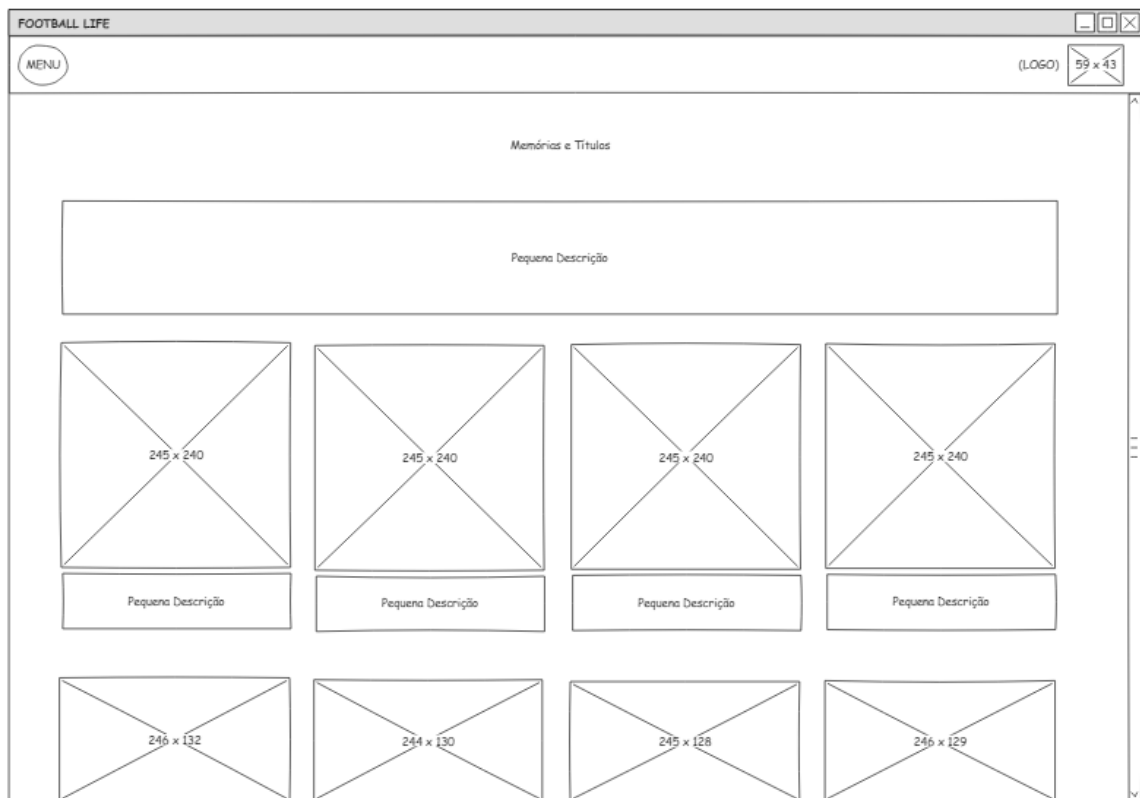 FOOTBALL LIFE
MENU
(LOGO)
59 x 43
Memórias e Títulos
Pequena Descrição
245 x 240
245 x 240
245 x 240
245 x 240
Pequena Descrição
Pequena Descrição
Pequena Descrição
Pequena Descrição
246 x 132
244 x 130
245 x 128
246 x 129